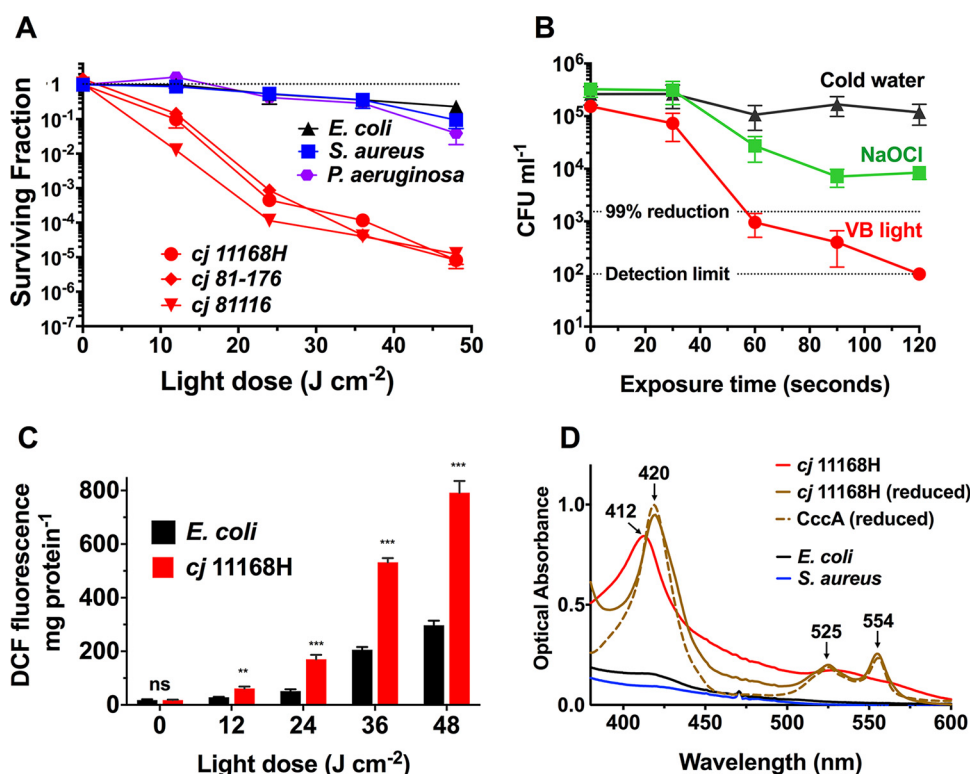 A
Surviving Fraction
1
10⁻¹
10⁻²
10⁻³
10⁻⁴
10⁻⁵
10⁻⁶
10⁻⁷
E. coli
S. aureus
P. aeruginosa
cj 11168H
cj 81-176
cj 81116
0 10 20 30 40 50
Light dose (J cm⁻²)
B
CFU ml⁻¹
10⁶
10⁵
10⁴
10³
10²
10¹
Cold water
NaOCl
99% reduction
VB light
Detection limit
0 20 40 60 80 100 120
Exposure time (seconds)
C
DCF fluorescence
mg protein⁻¹
800
600
400
200
0
E. coli
cj 11168H
ns
**
***
***
***
0 12 24 36 48
Light dose (J cm⁻²)
D
Optical Absorbance
1.0
0.5
0.0
412
420
525
554
cj 11168H
cj 11168H (reduced)
CccA (reduced)
E. coli
S. aureus
400 450 500 550 600
Wavelength (nm)